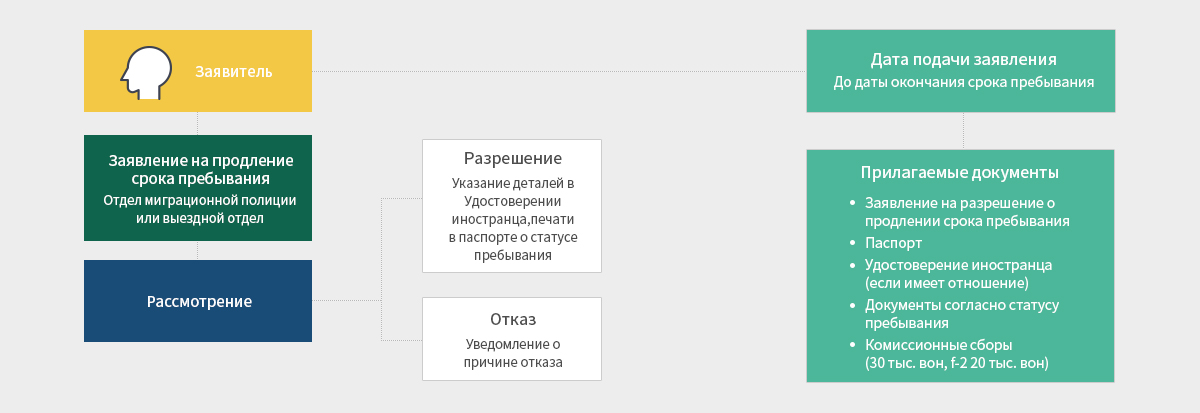 Заявитель
Заявление на продление
срока пребывания
Отдел миграционной полиции
или выездной отдел
Рассмотрение
Разрешение
Указание деталей в
Удостоверении
иностранца,печати
в паспорте о статусе
пребывания
Отказ
Уведомление о
причине отказа
Дата подачи заявления
До даты окончания срока пребывания
Прилагаемые документы
• Заявление на разрешение о
продлении срока пребывания
• Паспорт
• Удостоверение иностранца
(если имеет отношение)
• Документы согласно статусу
пребывания
• Комиссионные сборы
(30 тыс. вон, f-2 20 тыс. вон)